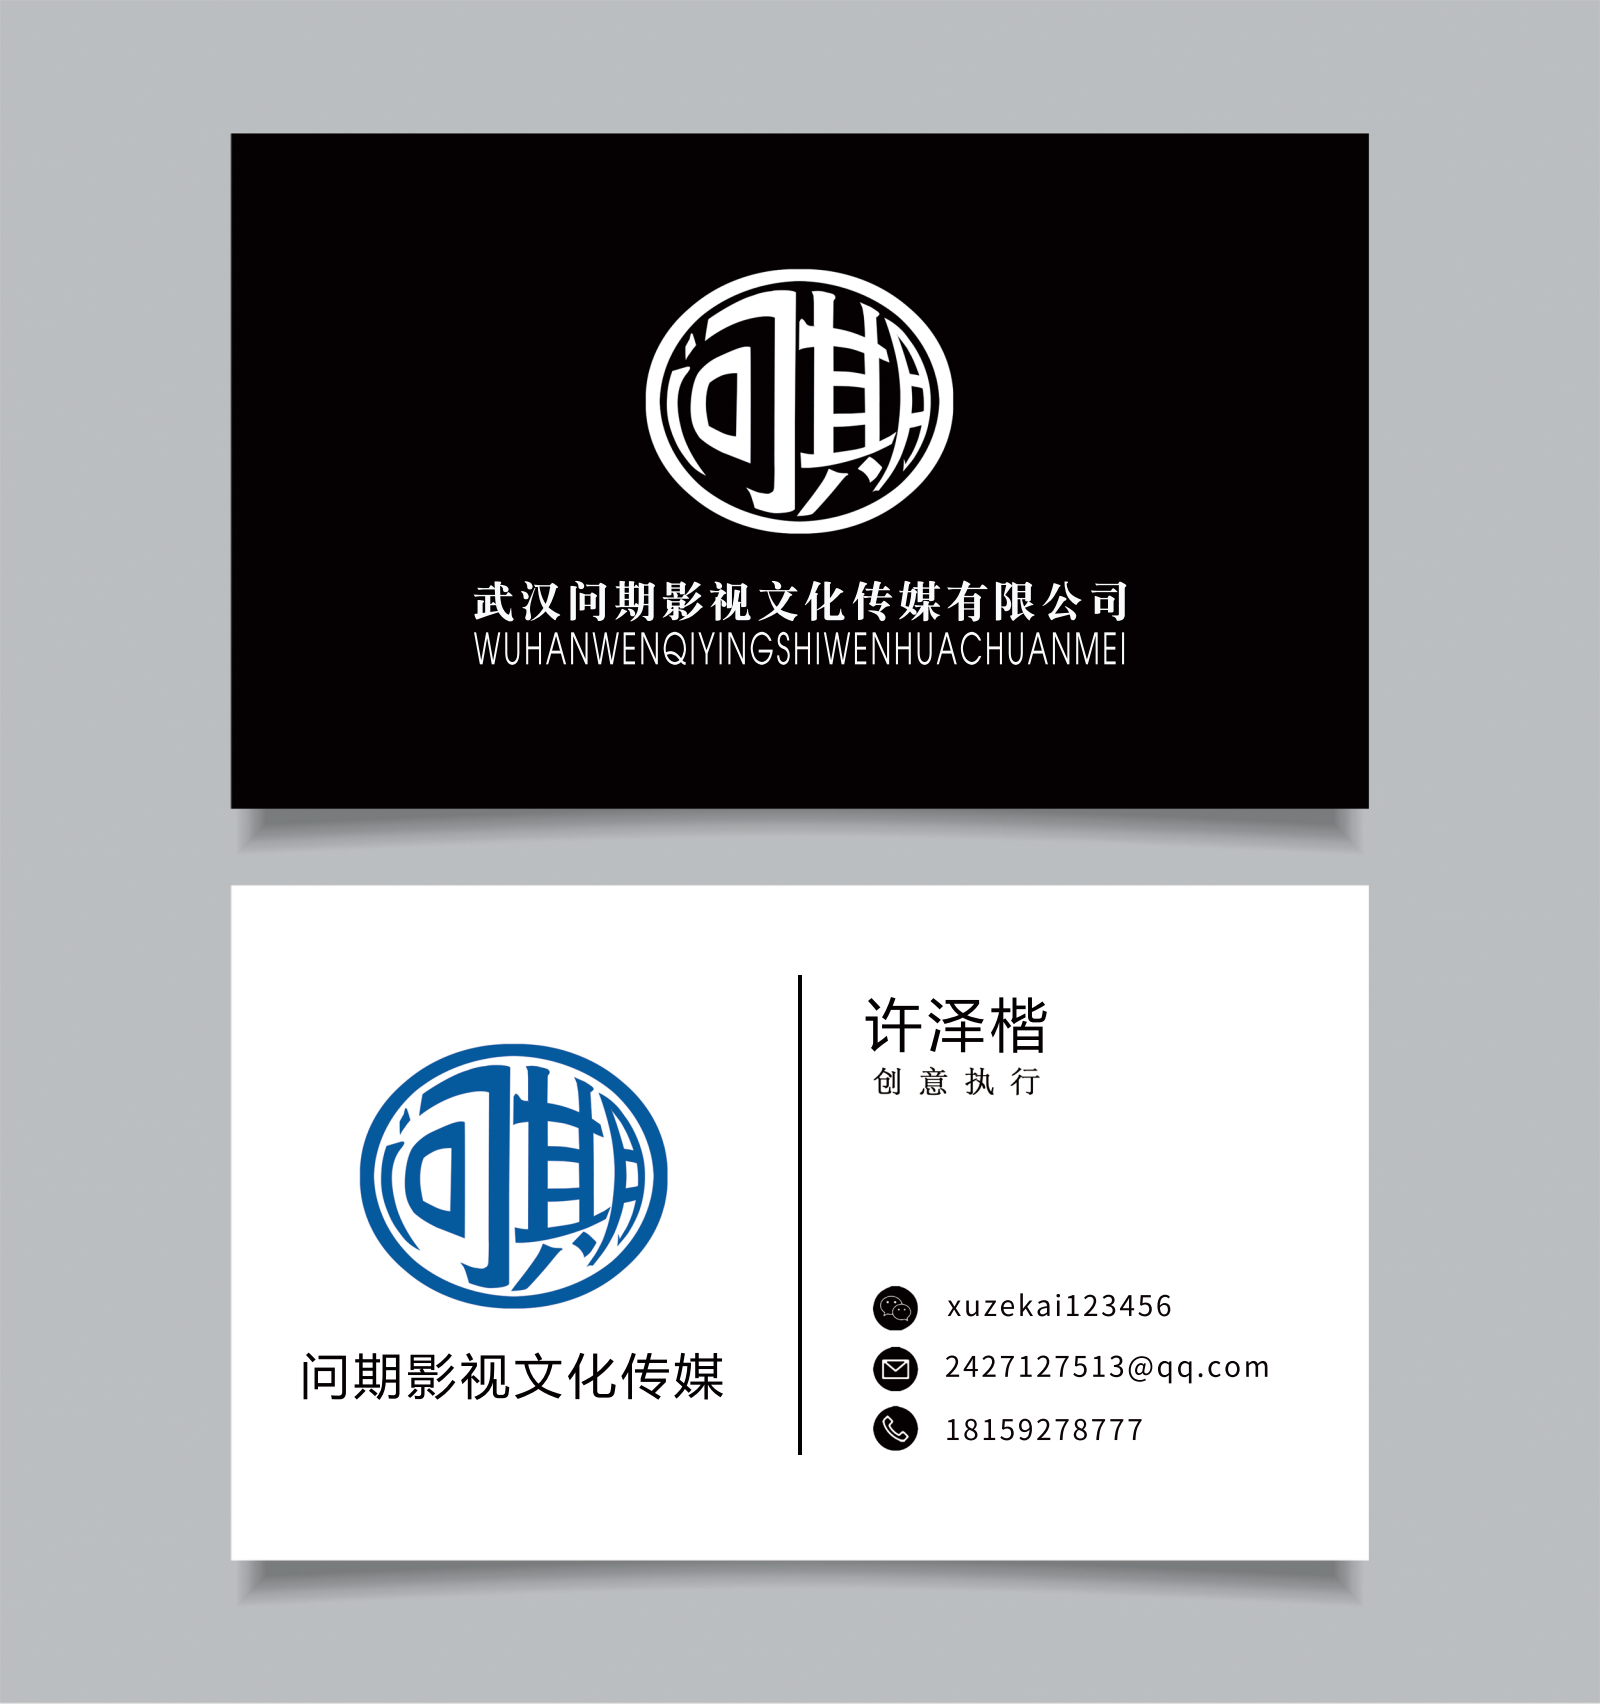 问期
武汉问期影视文化传媒有限公司
WUHANWENQIYINGSHIWENHUACHUANMEI
问期
问期影视文化传媒
许泽楷
创意执行
xuzekai123456
2427127513@qq.com
18159278777